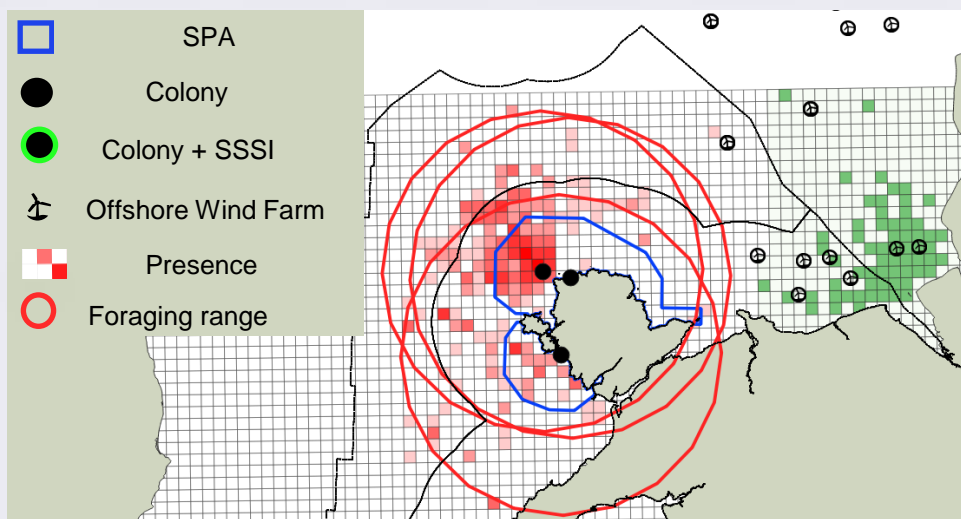 SPA
Colony
Colony + SSSI
Offshore Wind Farm
Presence
Foraging range